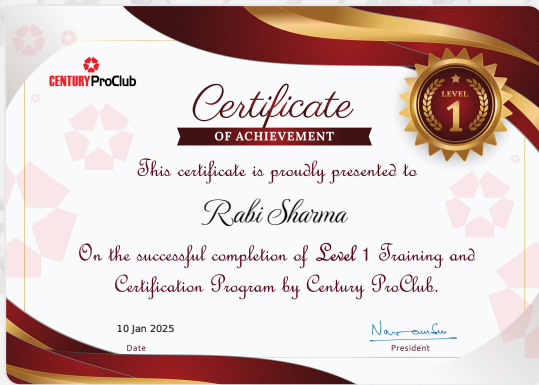 CENTURY ProClub
Certificate
OF ACHIEVEMENT
LEVEL
1
This certificate is proudly presented to
Rabi Sharma
On the successful completion of Level 1 Training and
Certification Program by Century ProClub.
10 Jan 2025
Date
President